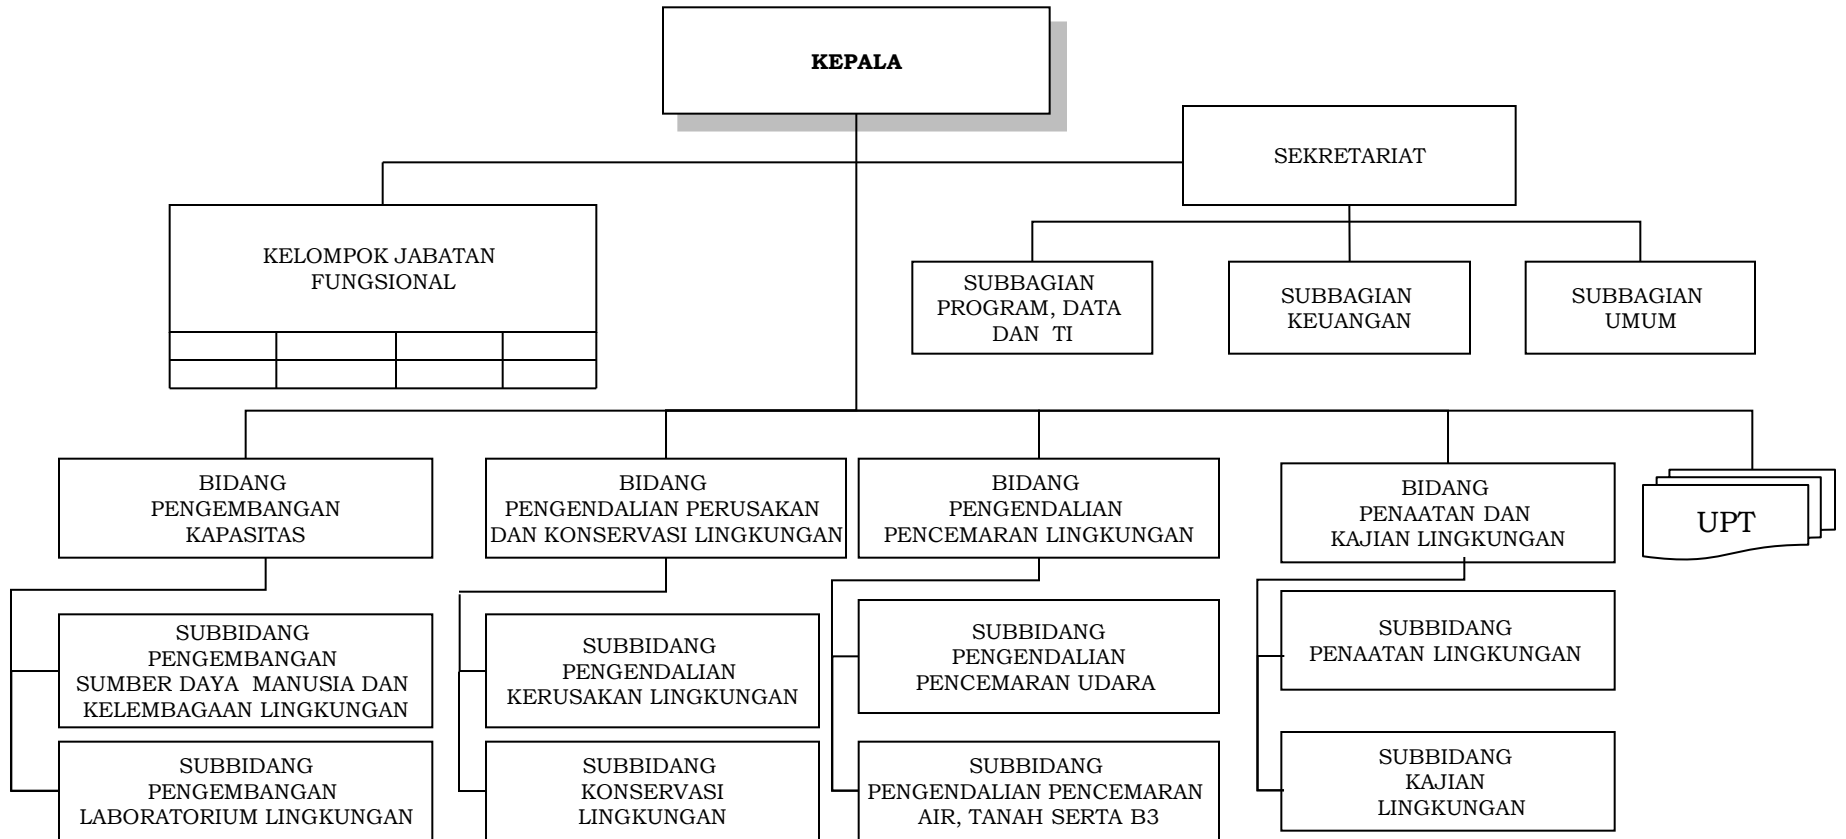 KEPALA
SEKRETARIAT
KELOMPOK JABATAN
FUNGSIONAL
SUBBAGIAN
PROGRAM, DATA
DAN TI
SUBBAGIAN
KEUANGAN
SUBBAGIAN
UMUM
BIDANG
PENGEMBANGAN
KAPASITAS
BIDANG
PENGENDALIAN PERUSAKAN
DAN KONSERVASI LINGKUNGAN
BIDANG
PENGENDALIAN
PENCEMARAN LINGKUNGAN
BIDANG
PENAATAN DAN
KAJIAN LINGKUNGAN
UPT
SUBBIDANG
PENGEMBANGAN
SUMBER DAYA MANUSIA DAN
KELEMBAGAAN LINGKUNGAN
SUBBIDANG
PENGENDALIAN
KERUSAKAN LINGKUNGAN
SUBBIDANG
PENGENDALIAN
PENCEMARAN UDARA
SUBBIDANG
PENAATAN LINGKUNGAN
SUBBIDANG
PENGEMBANGAN
LABORATORIUM LINGKUNGAN
SUBBIDANG
KONSERVASI
LINGKUNGAN
SUBBIDANG
PENGENDALIAN PENCEMARAN
AIR, TANAH SERTA B3
SUBBIDANG
KAJIAN
LINGKUNGAN